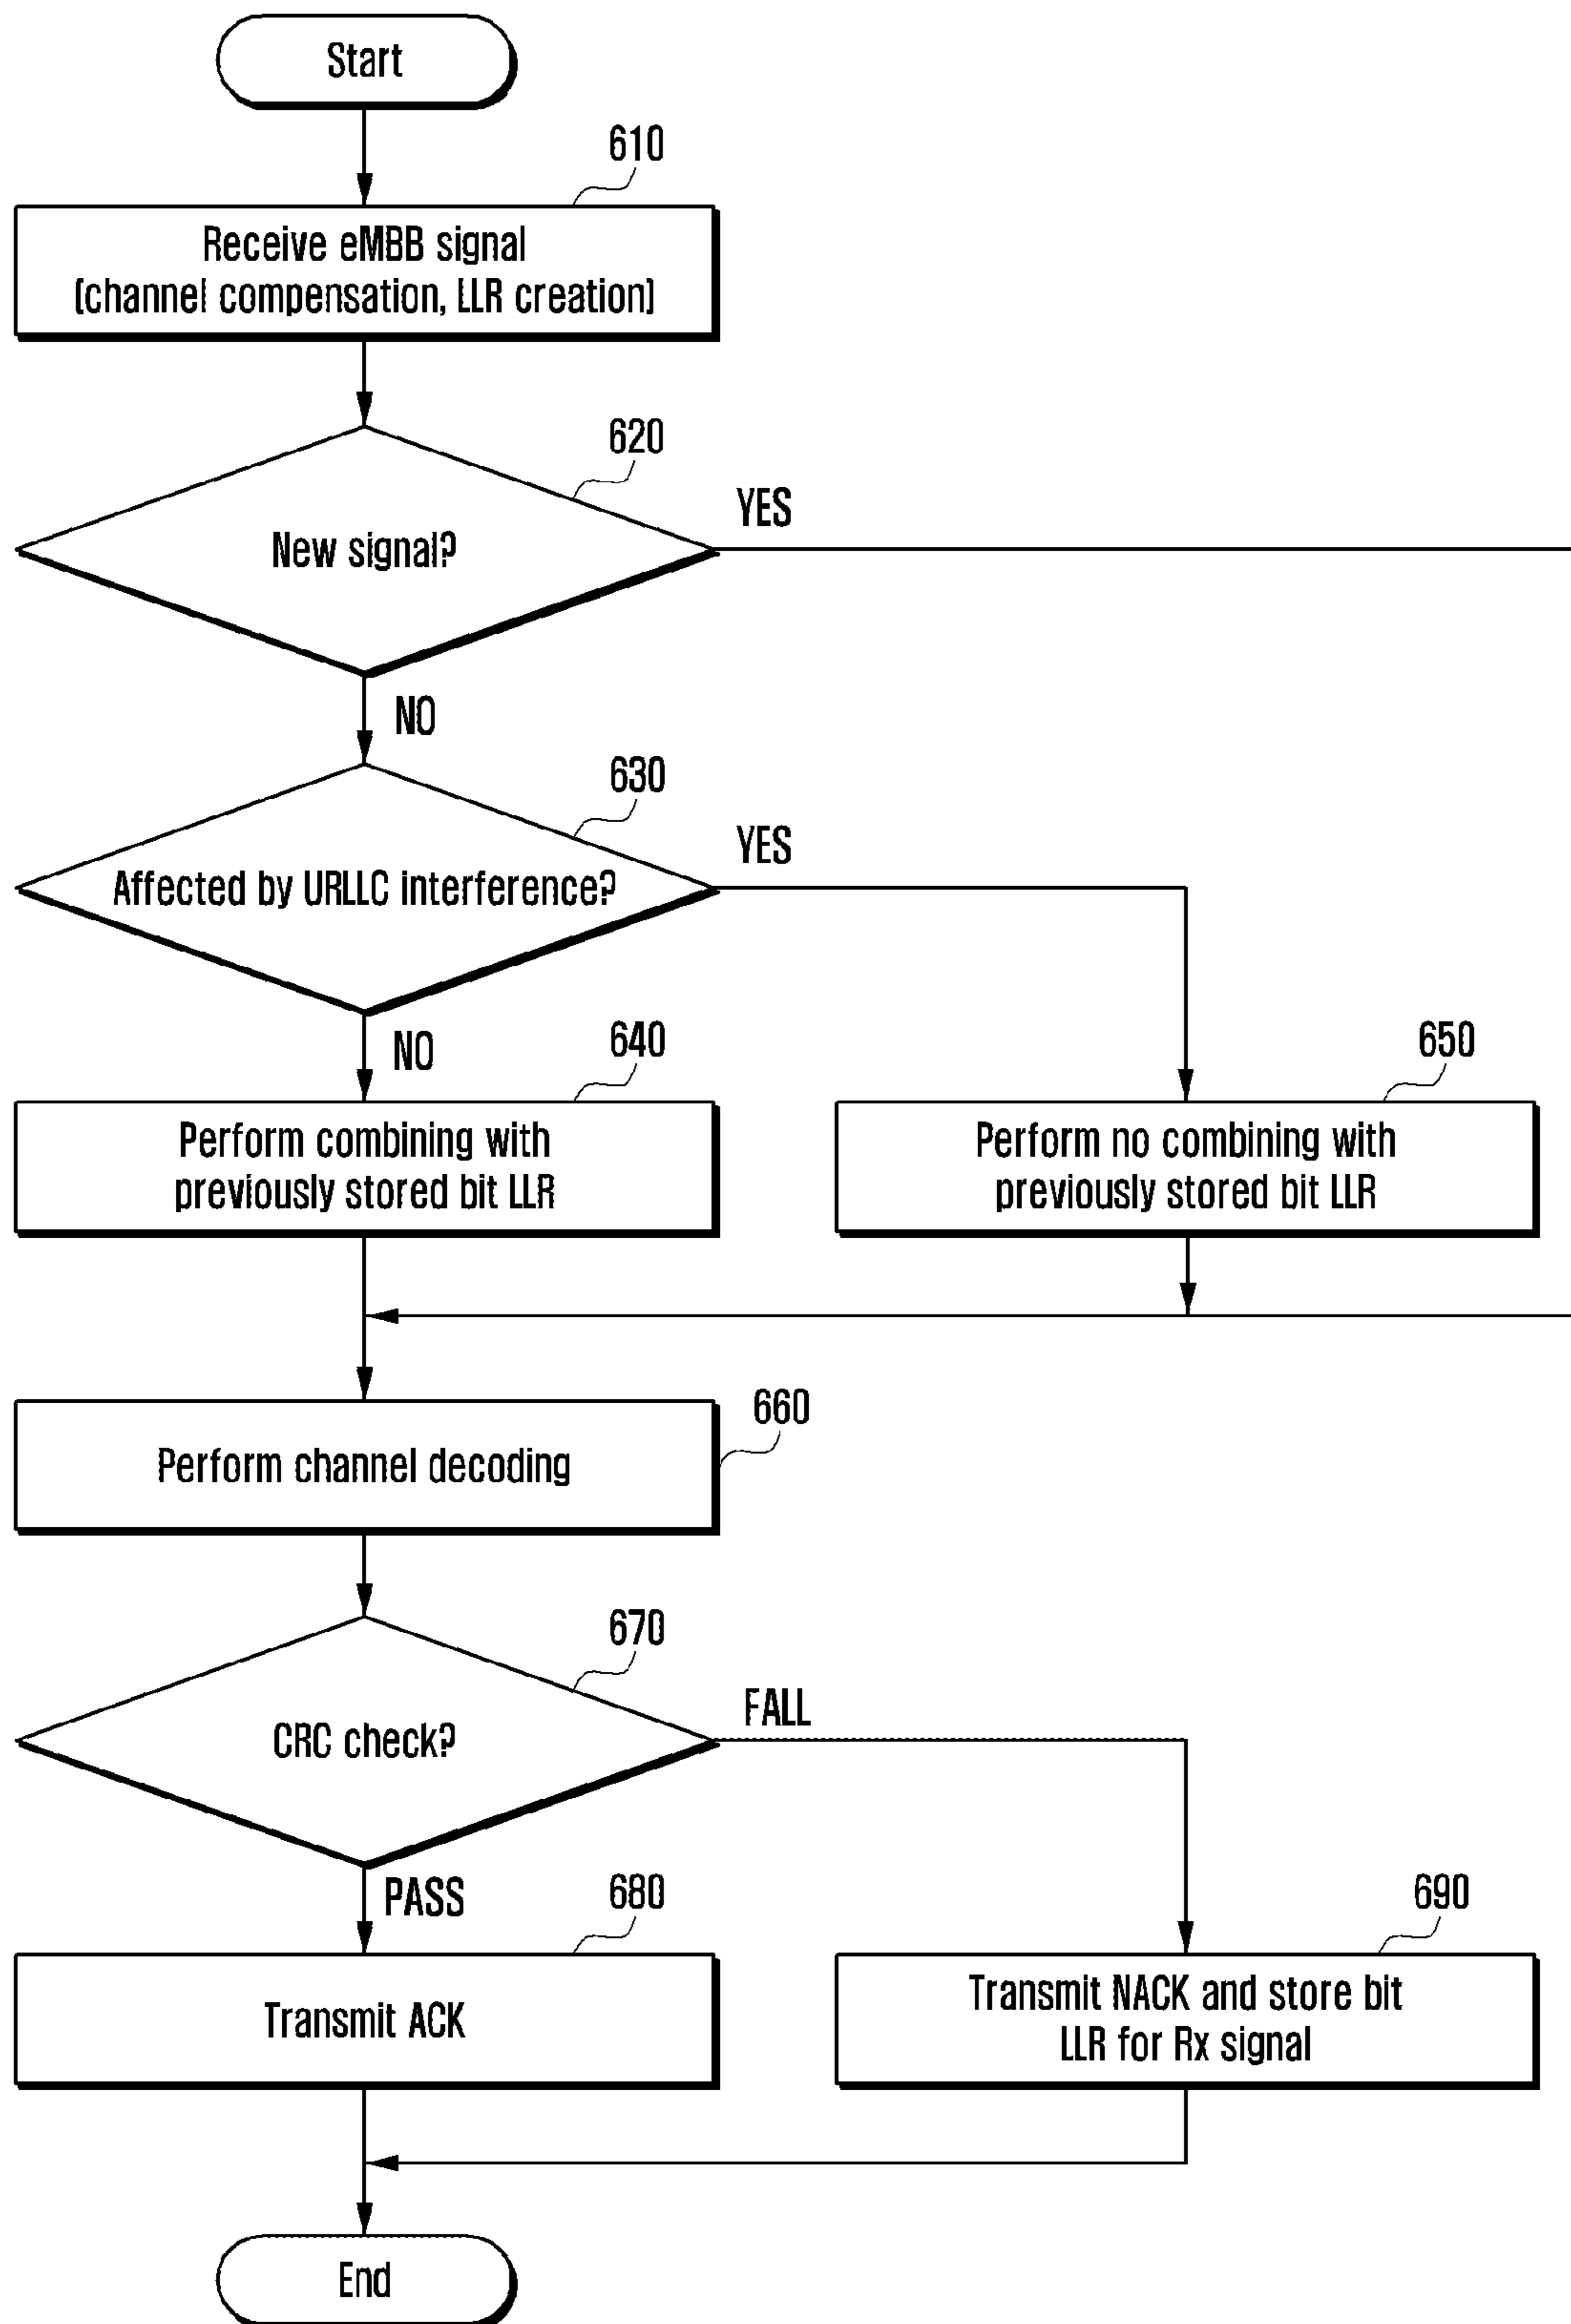 Start
610
Receive eMBB signal
(channel compensation, LLR creation)
620
New signal?
YES
NO
630
Affected by URLLC interference?
YES
NO
640
Perform combining with
previously stored bit LLR
650
Perform no combining with
previously stored bit LLR
660
Perform channel decoding
670
CRC check?
FALL
PASS
680
Transmit ACK
690
Transmit NACK and store bit
LLR for Rx signal
End